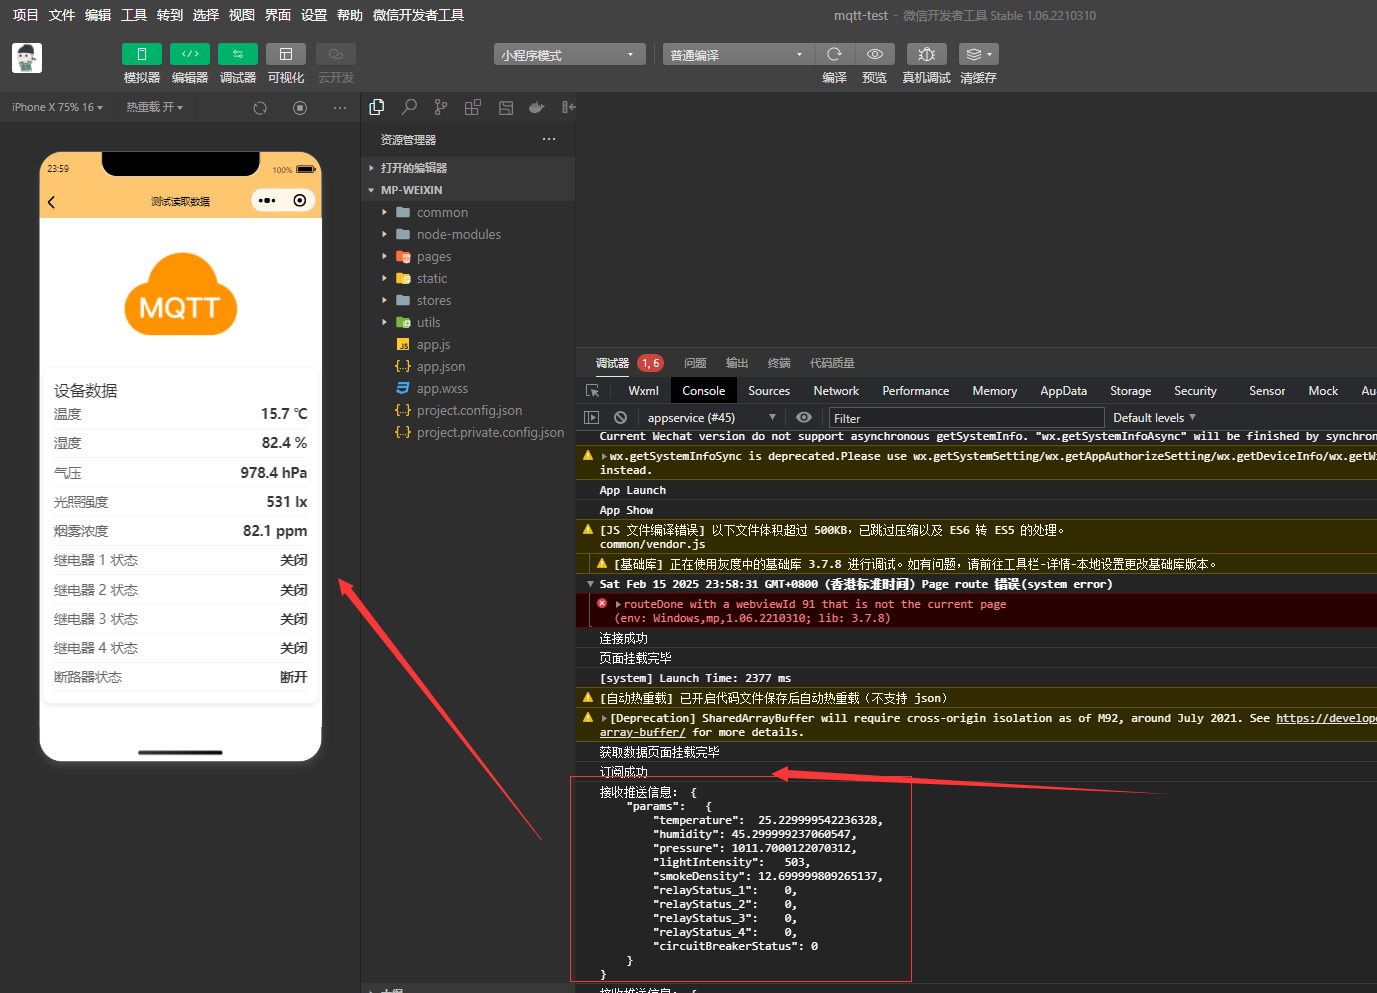 项目 文件 编辑 工具 转到 选择 视图 界面 设置 帮助 微信开发者工具
mqtt-test - 微信开发者工具 Stable 1.06.2210310
小程序模式
普通编译
模拟器 编辑器 调试器 可视化 云开发
编译 预览 真机调试 清缓存
iPhone X 75% 16
热重载 开
23:59
100%
测试读取数据
MQTT
设备数据
温度 15.7 ℃
湿度 82.4 %
气压 978.4 hPa
光照强度 531 lx
烟雾浓度 82.1 ppm
继电器 1 状态 关闭
继电器 2 状态 关闭
继电器 3 状态 关闭
继电器 4 状态 关闭
断路器状态 断开
资源管理器
打开的编辑器
MP-WEIXIN
common
node-modules
pages
static
stores
utils
app.js
app.json
app.wxss
project.config.json
project.private.config.json
调试器 1, 6 问题 输出 终端 代码质量
Wxml Console Sources Network Performance Memory AppData Storage Security Sensor Mock Au
appservice (#45)
Filter
Default levels
Current Wechat version do not support asynchronous getSystemInfo. "wx.getSystemInfoAsync" will be finished by synchron
wx.getSystemInfoSync is deprecated.Please use wx.getSystemSetting/wx.getAppAuthorizeSetting/wx.getDeviceInfo/wx.getWi
instead.
App Launch
App Show
[JS 文件编译错误] 以下文件体积超过 500KB，已跳过压缩以及 ES6 转 ES5 的处理。
common/vendor.js
[基础库] 正在使用灰度中的基础库 3.7.8 进行调试。如有问题，请前往工具栏-详情-本地设置更改基础库版本。
Sat Feb 15 2025 23:58:31 GMT+0800 (香港标准时间) Page route 错误(system error)
routeDone with a webviewId 91 that is not the current page
(env: Windows,mp,1.06.2210310; lib: 3.7.8)
连接成功
页面挂载完毕
[system] Launch Time: 2377 ms
[自动热重载] 已开启代码文件保存后自动热重载（不支持 json）
[Deprecation] SharedArrayBuffer will require cross-origin isolation as of M92, around July 2021. See https://develope
array-buffer/ for more details.
获取数据页面挂载完毕
订阅成功
接收推送信息： {
"params": {
"temperature": 25.229999542236328,
"humidity": 45.299999237060547,
"pressure": 1011.7000122070312,
"lightIntensity": 503,
"smokeDensity": 12.699999809265137,
"relayStatus_1": 0,
"relayStatus_2": 0,
"relayStatus_3": 0,
"relayStatus_4": 0,
"circuitBreakerStatus": 0
}
}